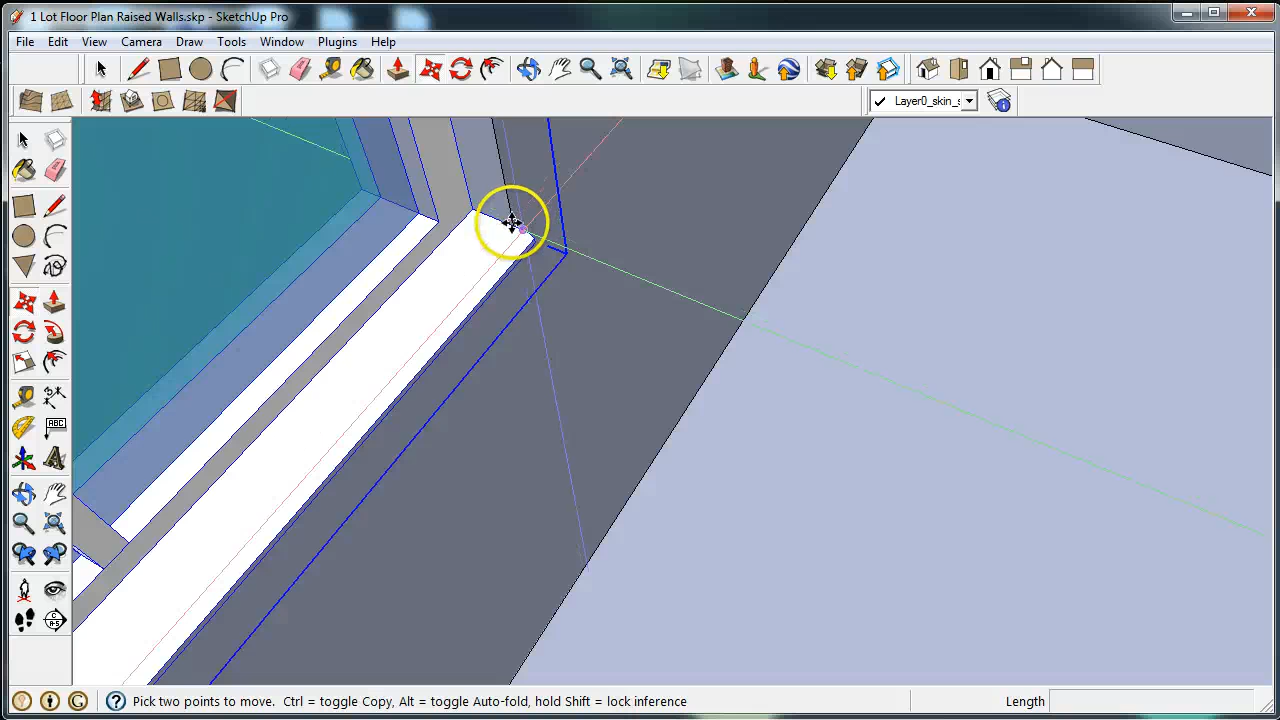 1 Lot Floor Plan Raised Walls.skp - SketchUp Pro
File Edit View Camera Draw Tools Window Plugins Help
Layer0_skin_s
ABC
Pick two points to move. Ctrl = toggle Copy, Alt = toggle Auto-fold, hold Shift = lock inference
Length